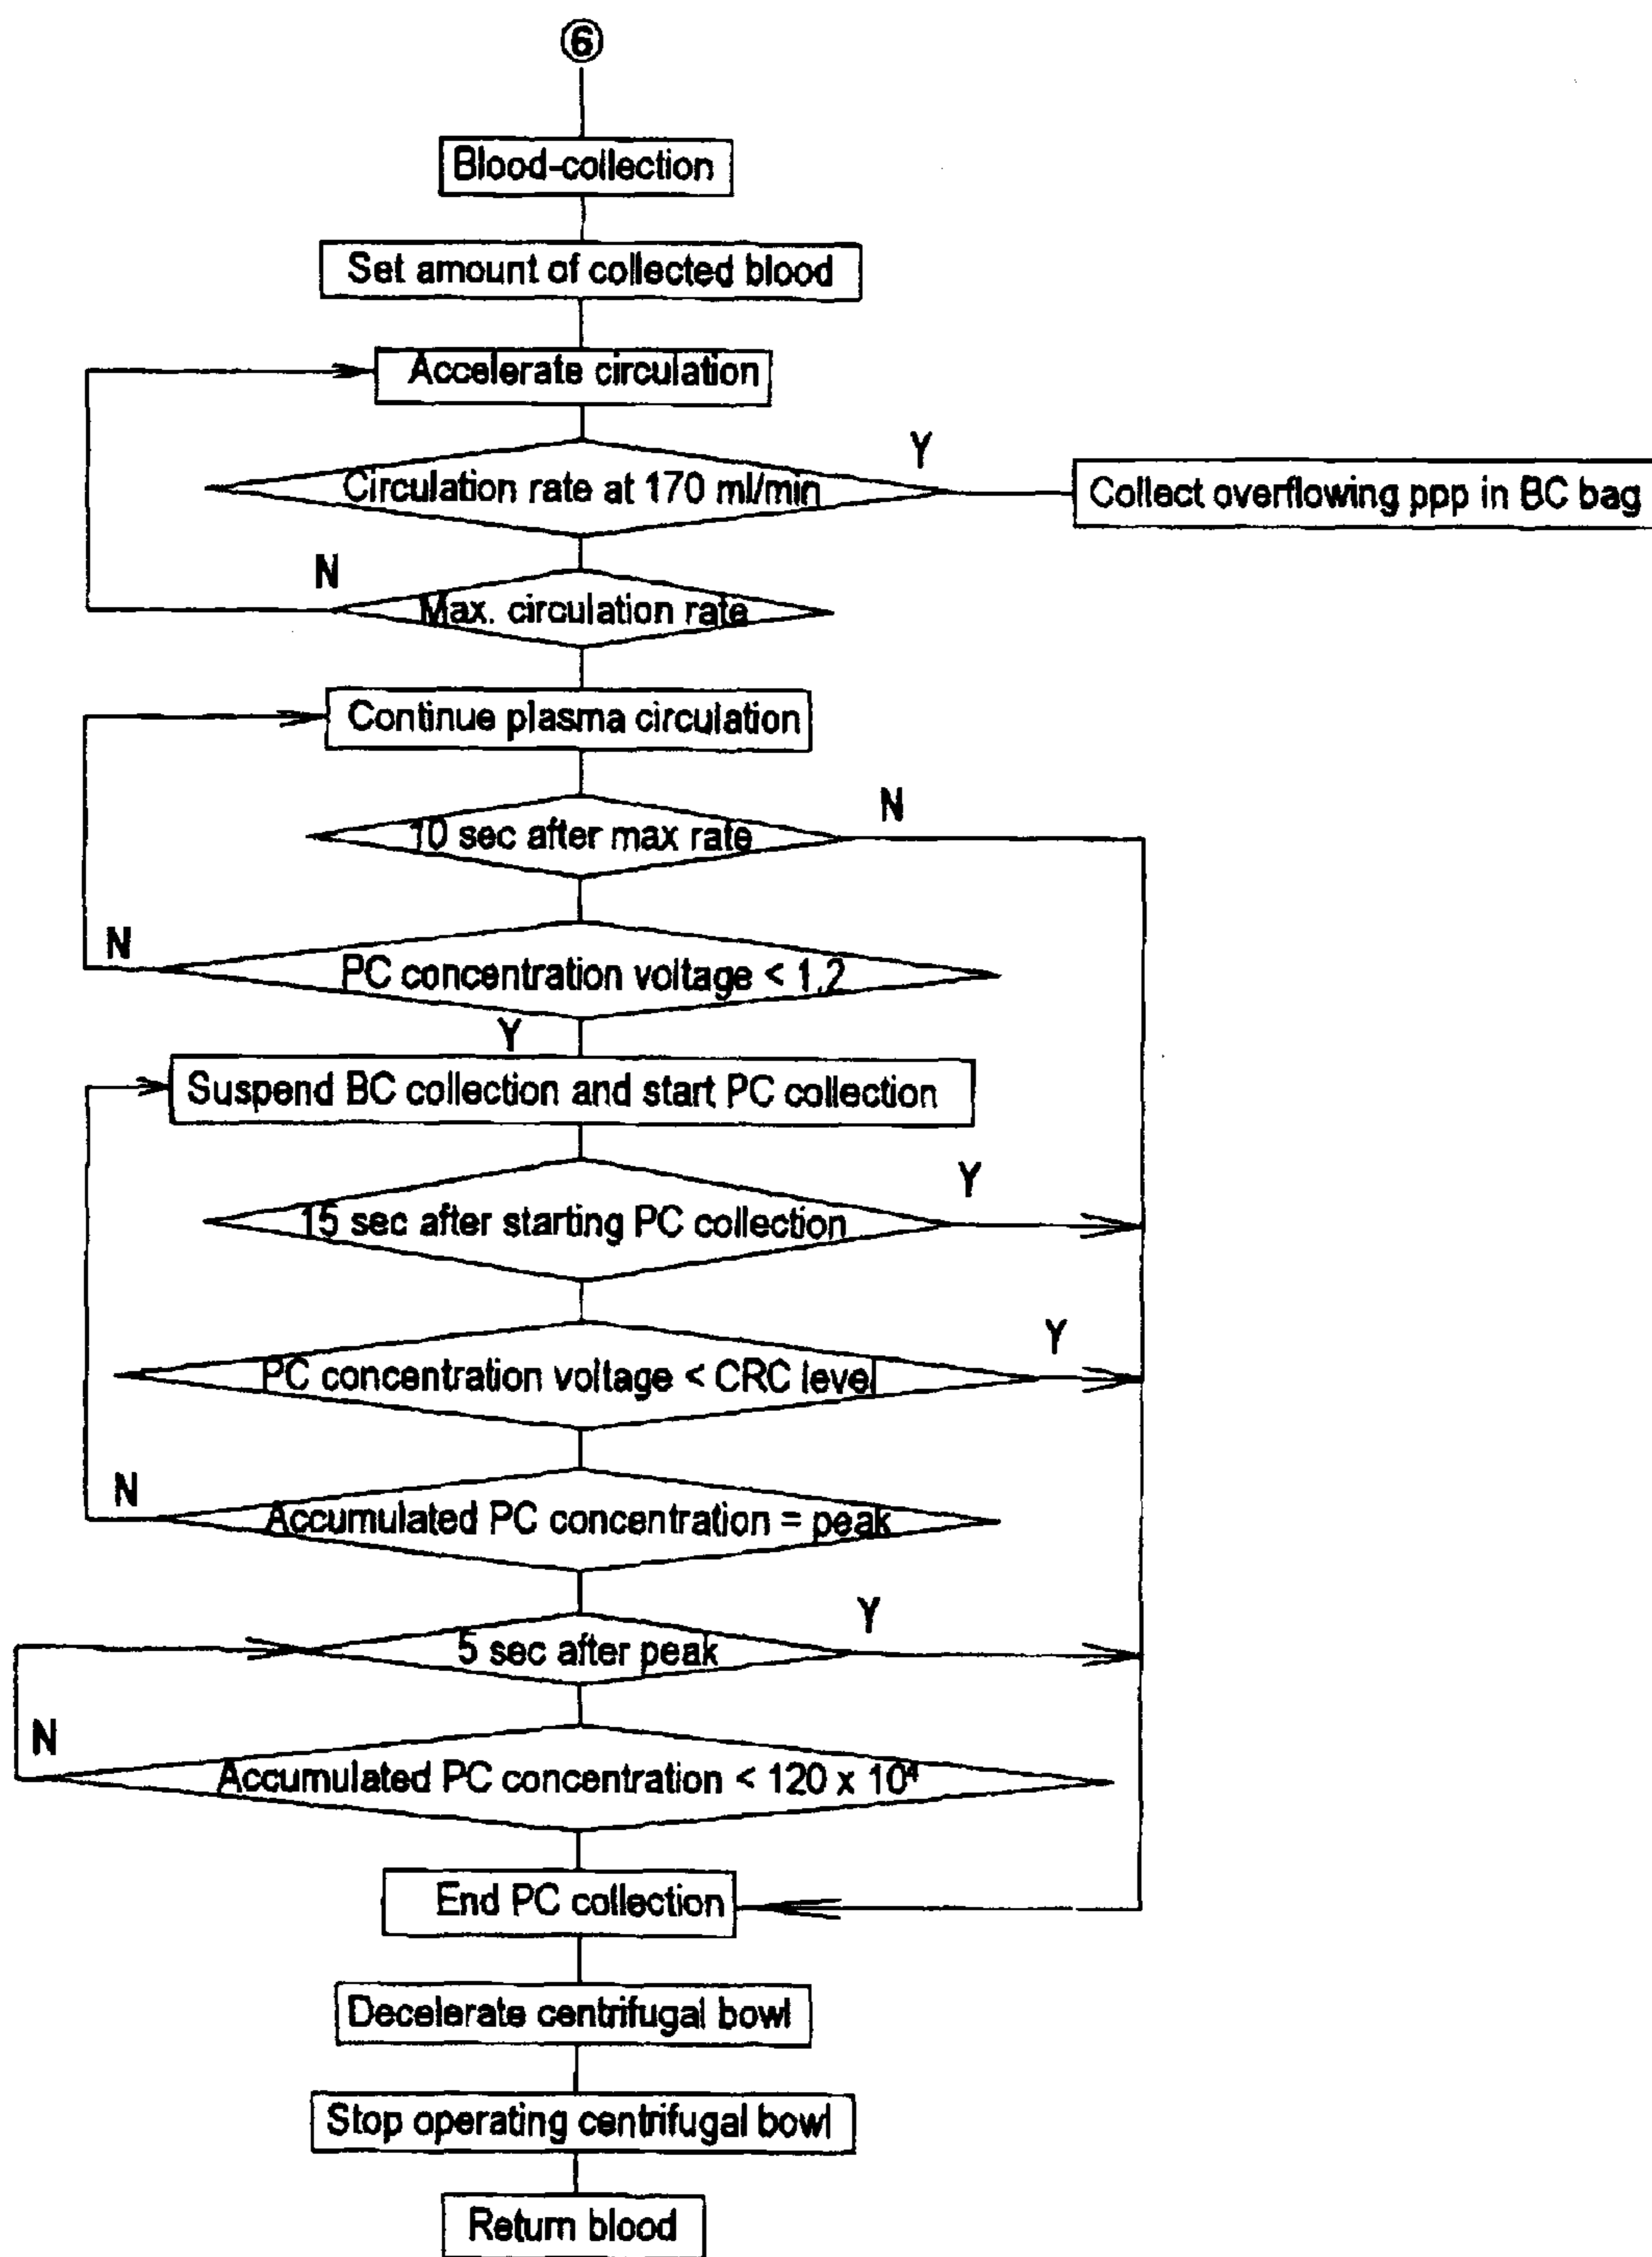 ⑥
Blood-collection
Set amount of collected blood
Accelerate circulation
Y
Circulation rate at 170 ml/min
Collect overflowing ppp in BC bag
N
Max. circulation rate
Continue plasma circulation
N
10 sec after max rate
N
PC concentration voltage < 1.2
Y
Suspend BC collection and start PC collection
Y
15 sec after starting PC collection
Y
PC concentration voltage < CRC level
N
Accumulated PC concentration = peak
Y
5 sec after peak
N
Accumulated PC concentration < 120 x 10⁴
End PC collection
Decelerate centrifugal bowl
Stop operating centrifugal bowl
Return blood